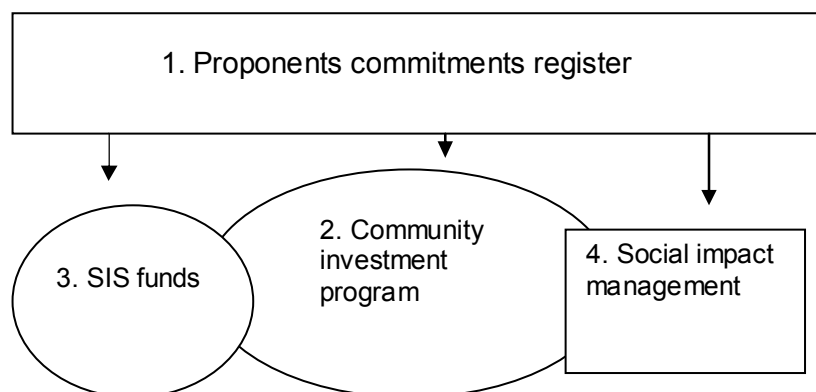 1. Proponents commitments register
2. Community
investment
program
3. SIS funds
4. Social impact
management